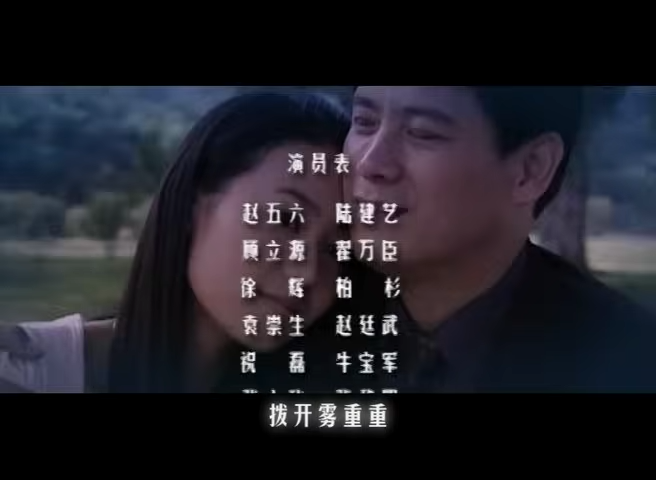 演员表
赵五六 陆建艺
顾立源 翟万臣
徐辉 柏杉
袁崇生 赵廷武
祝磊 牛宝军
拨开雾重重